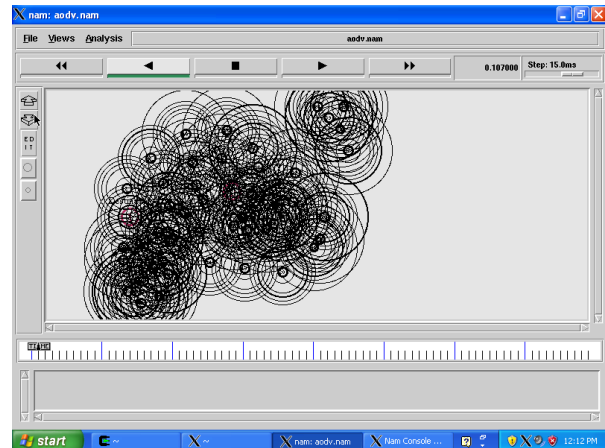 nam: aodv.nam
File Views Analysis aodv.nam
0.107000 Step: 15.0ms
E D
I T
TIME
start ~ ~ nam: aodv.nam Nam Console ... 12:12 PM